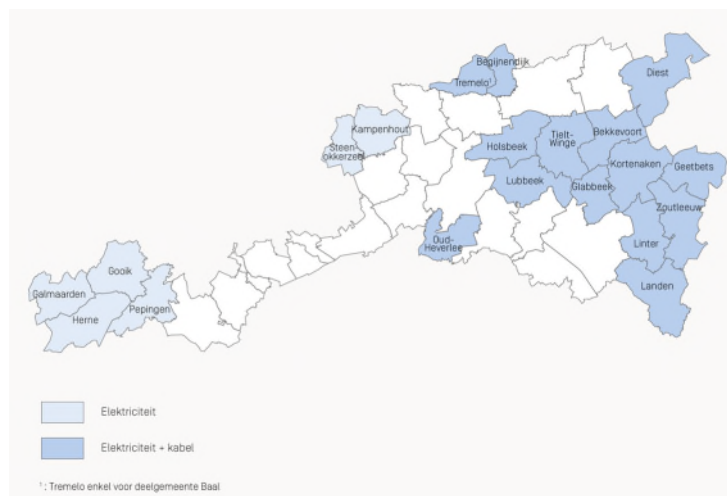 Begijnendijk
Tremelo¹
Diest
Kampenhout
Steen
okkerzeel
Holsbeek
Tielt-
Winge
Bekkevoort
Kortenaken
Geetbets
Lubbeek
Glabbeek
Zoutleeuw
Oud-
Heverlee
Linter
Landen
Gooik
Galmaarden
Pepingen
Herne
Elektriciteit
Elektriciteit + kabel
¹ : Tremelo enkel voor deelgemeente Baal